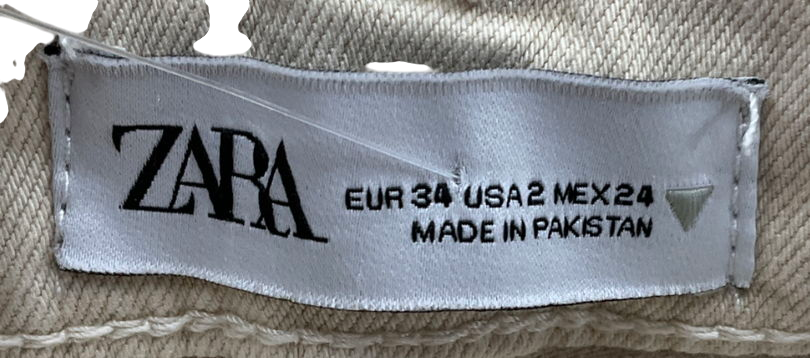 ZARA
EUR 34 USA 2 MEX 24
MADE IN PAKISTAN